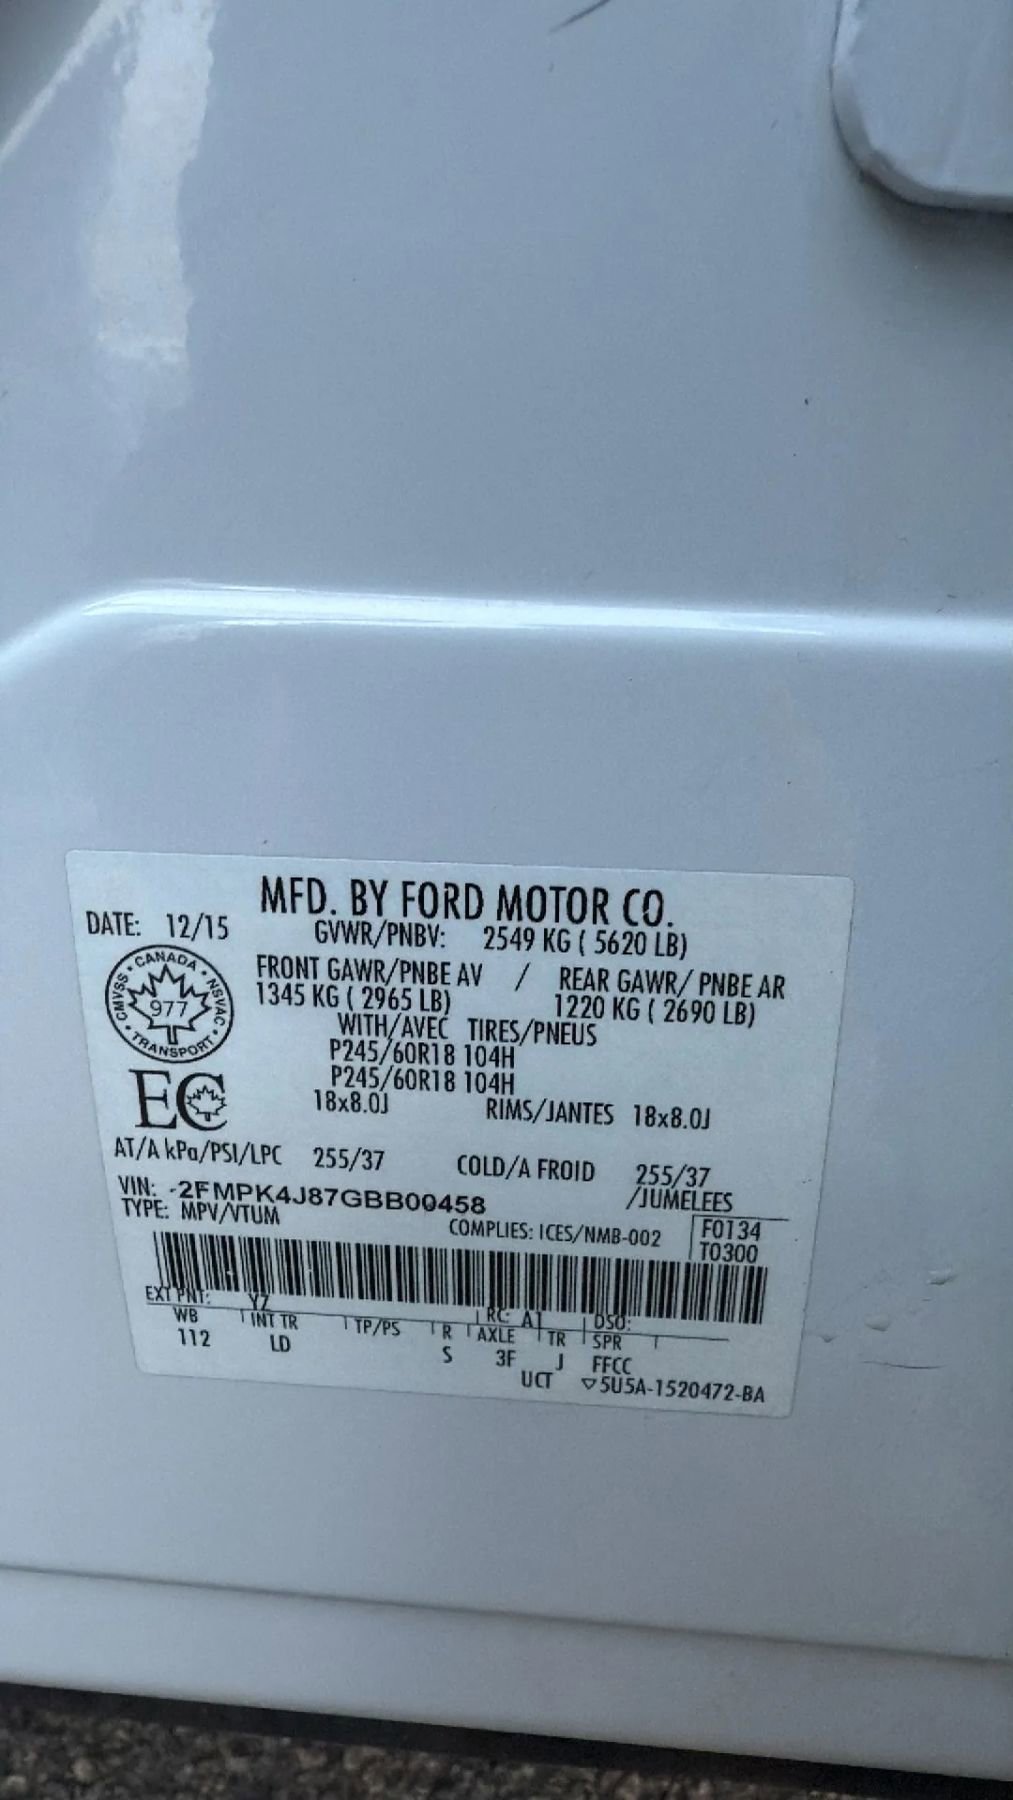 MFD. BY FORD MOTOR CO.
DATE: 12/15
GVWR/PNBV: 2549 KG ( 5620 LB)
FRONT GAWR/PNBE AV / REAR GAWR/ PNBE AR
1345 KG ( 2965 LB) 1220 KG ( 2690 LB)
WITH/AVEC TIRES/PNEUS
P245/60R18 104H
P245/60R18 104H
18x8.0J RIMS/JANTES 18x8.0J
CMVSS • CANADA • NSVAC • TRANSPORT •
977
EC
AT/A kPa/PSI/LPC 255/37 COLD/A FROID 255/37
VIN: -2FMPK4J87GBB00458 /JUMELEES
TYPE: MPV/VTUM COMPLIES: ICES/NMB-002
F0134
T0300
EXT PNT: YZ RC: A1 DSO:
WB INT TR TP/PS R AXLE TR SPR
112 LD S 3F J FFCC
UCT ▽5U5A-1520472-BA